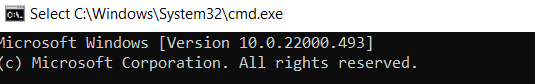 Select C:\Windows\System32\cmd.exe
Microsoft Windows [Version 10.0.22000.493]
(c) Microsoft Corporation. All rights reserved.